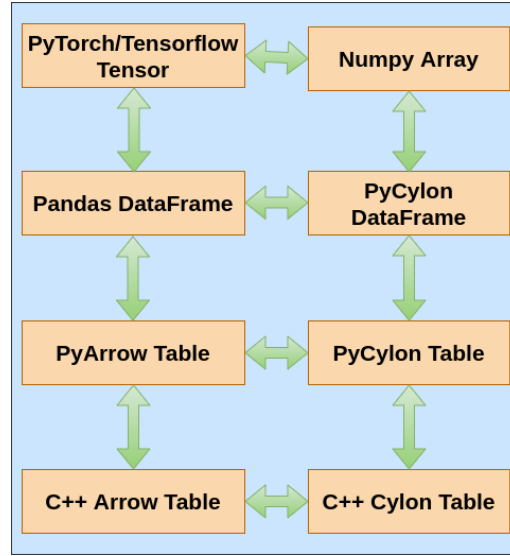 PyTorch/Tensorflow
Tensor
Numpy Array
Pandas DataFrame
PyCylon
DataFrame
PyArrow Table
PyCylon Table
C++ Arrow Table
C++ Cylon Table